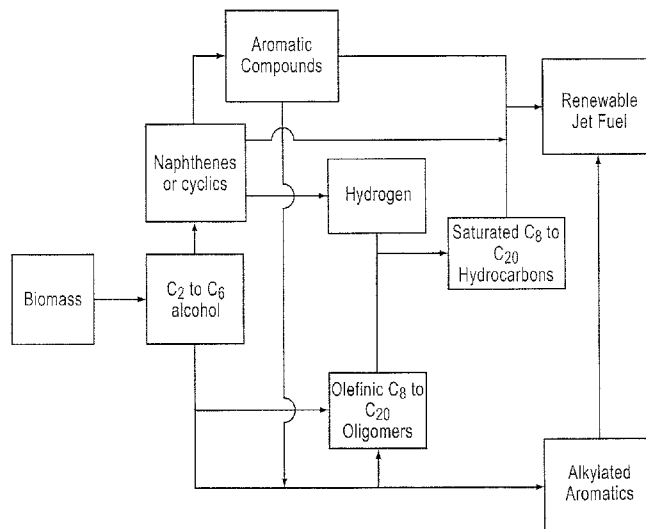 Aromatic
Compounds
Renewable
Jet Fuel
Naphthenes
or cyclics
Hydrogen
Saturated C8 to
C20
Hydrocarbons
Biomass
C2 to C6
alcohol
Olefinic C8 to
C20
Oligomers
Alkylated
Aromatics